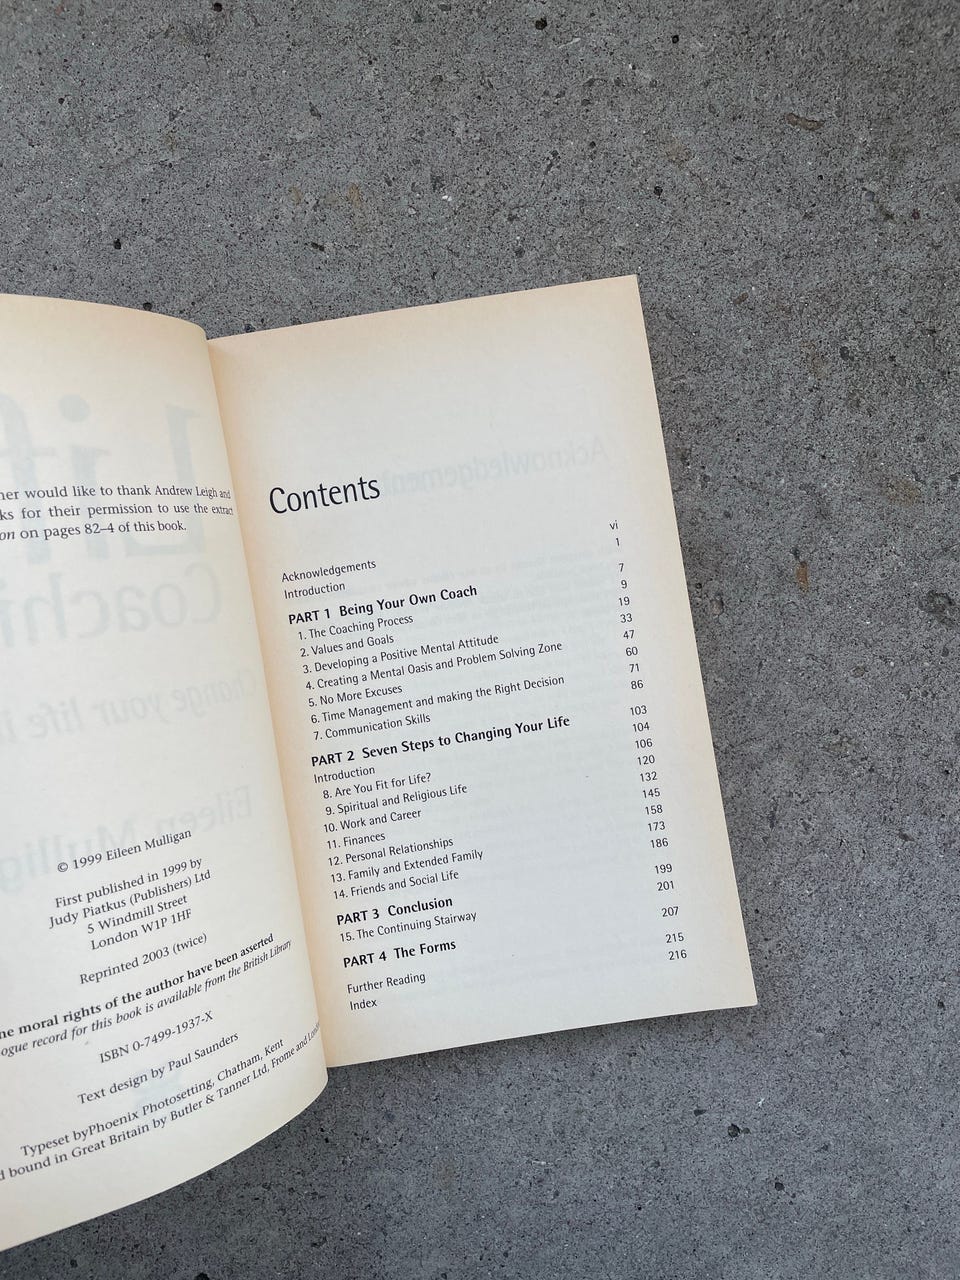 ner would like to thank Andrew Leigh and
ks for their permission to use the extract
on on pages 82–4 of this book.
© 1999 Eileen Mulligan
First published in 1999 by
Judy Piatkus (Publishers) Ltd
5 Windmill Street
London W1P 1HF
Reprinted 2003 (twice)
he moral rights of the author have been asserted
ogue record for this book is available from the British Library
ISBN 0-7499-1937-X
Text design by Paul Saunders
Typeset byPhoenix Photosetting, Chatham, Kent
d bound in Great Britain by Butler & Tanner Ltd, Frome and
Contents
Acknowledgements vi
Introduction 1
PART 1 Being Your Own Coach 7
1. The Coaching Process 9
2. Values and Goals 19
3. Developing a Positive Mental Attitude 33
4. Creating a Mental Oasis and Problem Solving Zone 47
5. No More Excuses 60
6. Time Management and making the Right Decision 71
7. Communication Skills 86
PART 2 Seven Steps to Changing Your Life 103
Introduction 104
8. Are You Fit for Life? 106
9. Spiritual and Religious Life 120
10. Work and Career 132
11. Finances 145
12. Personal Relationships 158
13. Family and Extended Family 173
14. Friends and Social Life 186
PART 3 Conclusion 199
15. The Continuing Stairway 201
PART 4 The Forms 207
Further Reading 215
Index 216